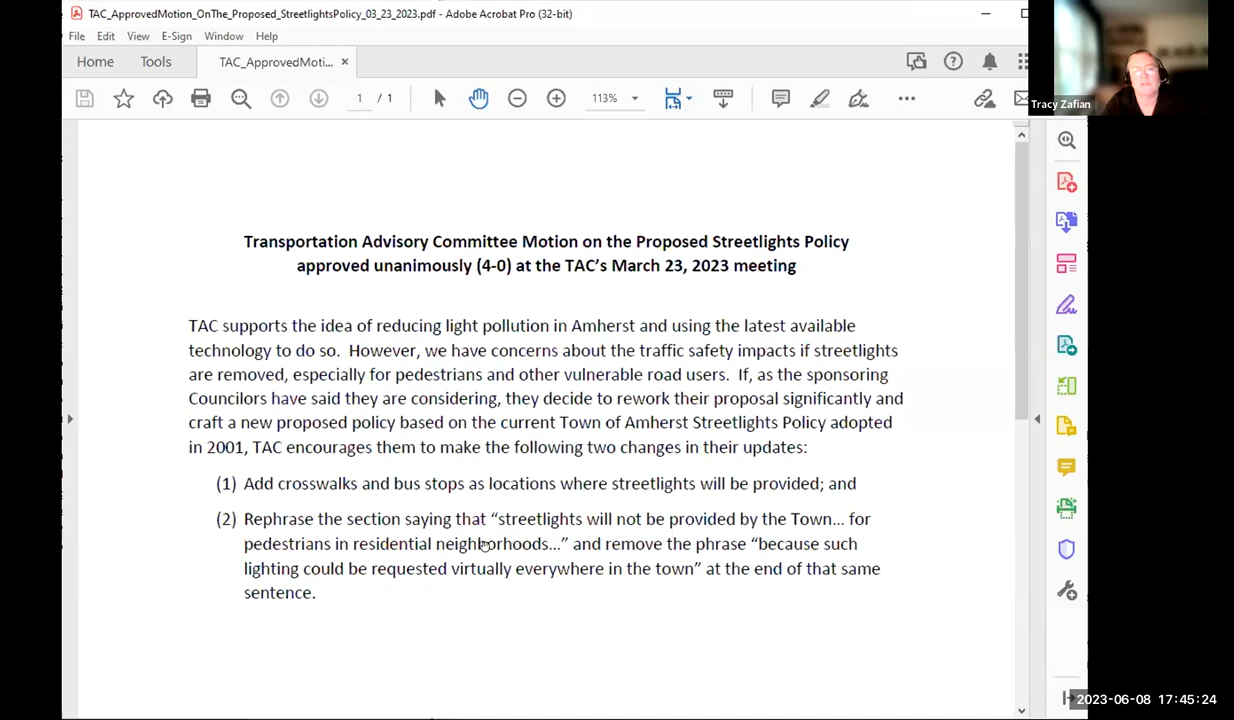 TAC_ApprovedMotion_OnThe_Proposed_StreetlightsPolicy_03_23_2023.pdf - Adobe Acrobat Pro (32-bit)
File Edit View E-Sign Window Help
Home Tools TAC_ApprovedMoti... ×
1 / 1 113%
Tracy Zafian
Transportation Advisory Committee Motion on the Proposed Streetlights Policy
approved unanimously (4-0) at the TAC's March 23, 2023 meeting
TAC supports the idea of reducing light pollution in Amherst and using the latest available
technology to do so. However, we have concerns about the traffic safety impacts if streetlights
are removed, especially for pedestrians and other vulnerable road users. If, as the sponsoring
Councilors have said they are considering, they decide to rework their proposal significantly and
craft a new proposed policy based on the current Town of Amherst Streetlights Policy adopted
in 2001, TAC encourages them to make the following two changes in their updates:
(1) Add crosswalks and bus stops as locations where streetlights will be provided; and
(2) Rephrase the section saying that "streetlights will not be provided by the Town... for
pedestrians in residential neighborhoods..." and remove the phrase "because such
lighting could be requested virtually everywhere in the town" at the end of that same
sentence.
2023-06-08 17:45:24